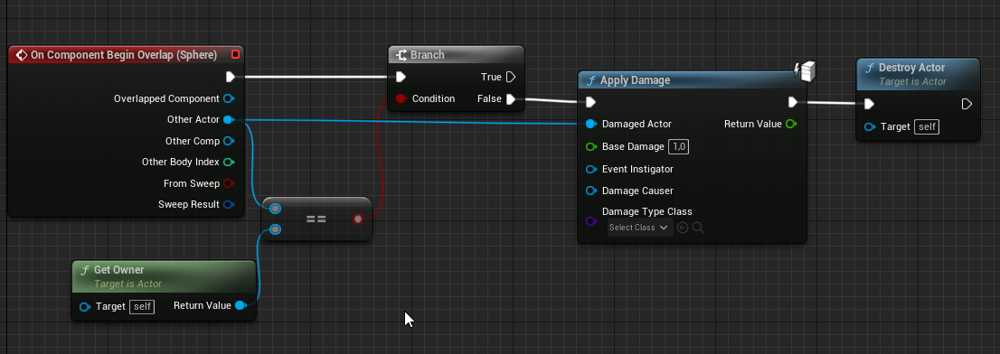 On Component Begin Overlap (Sphere)
Overlapped Component
Other Actor
Other Comp
Other Body Index
From Sweep
Sweep Result
Get Owner
Target is Actor
Target self
Return Value
==
Branch
True
Condition
False
Apply Damage
Damaged Actor
Return Value
Base Damage 1,0
Event Instigator
Damage Causer
Damage Type Class
Select Class
Destroy Actor
Target is Actor
Target self